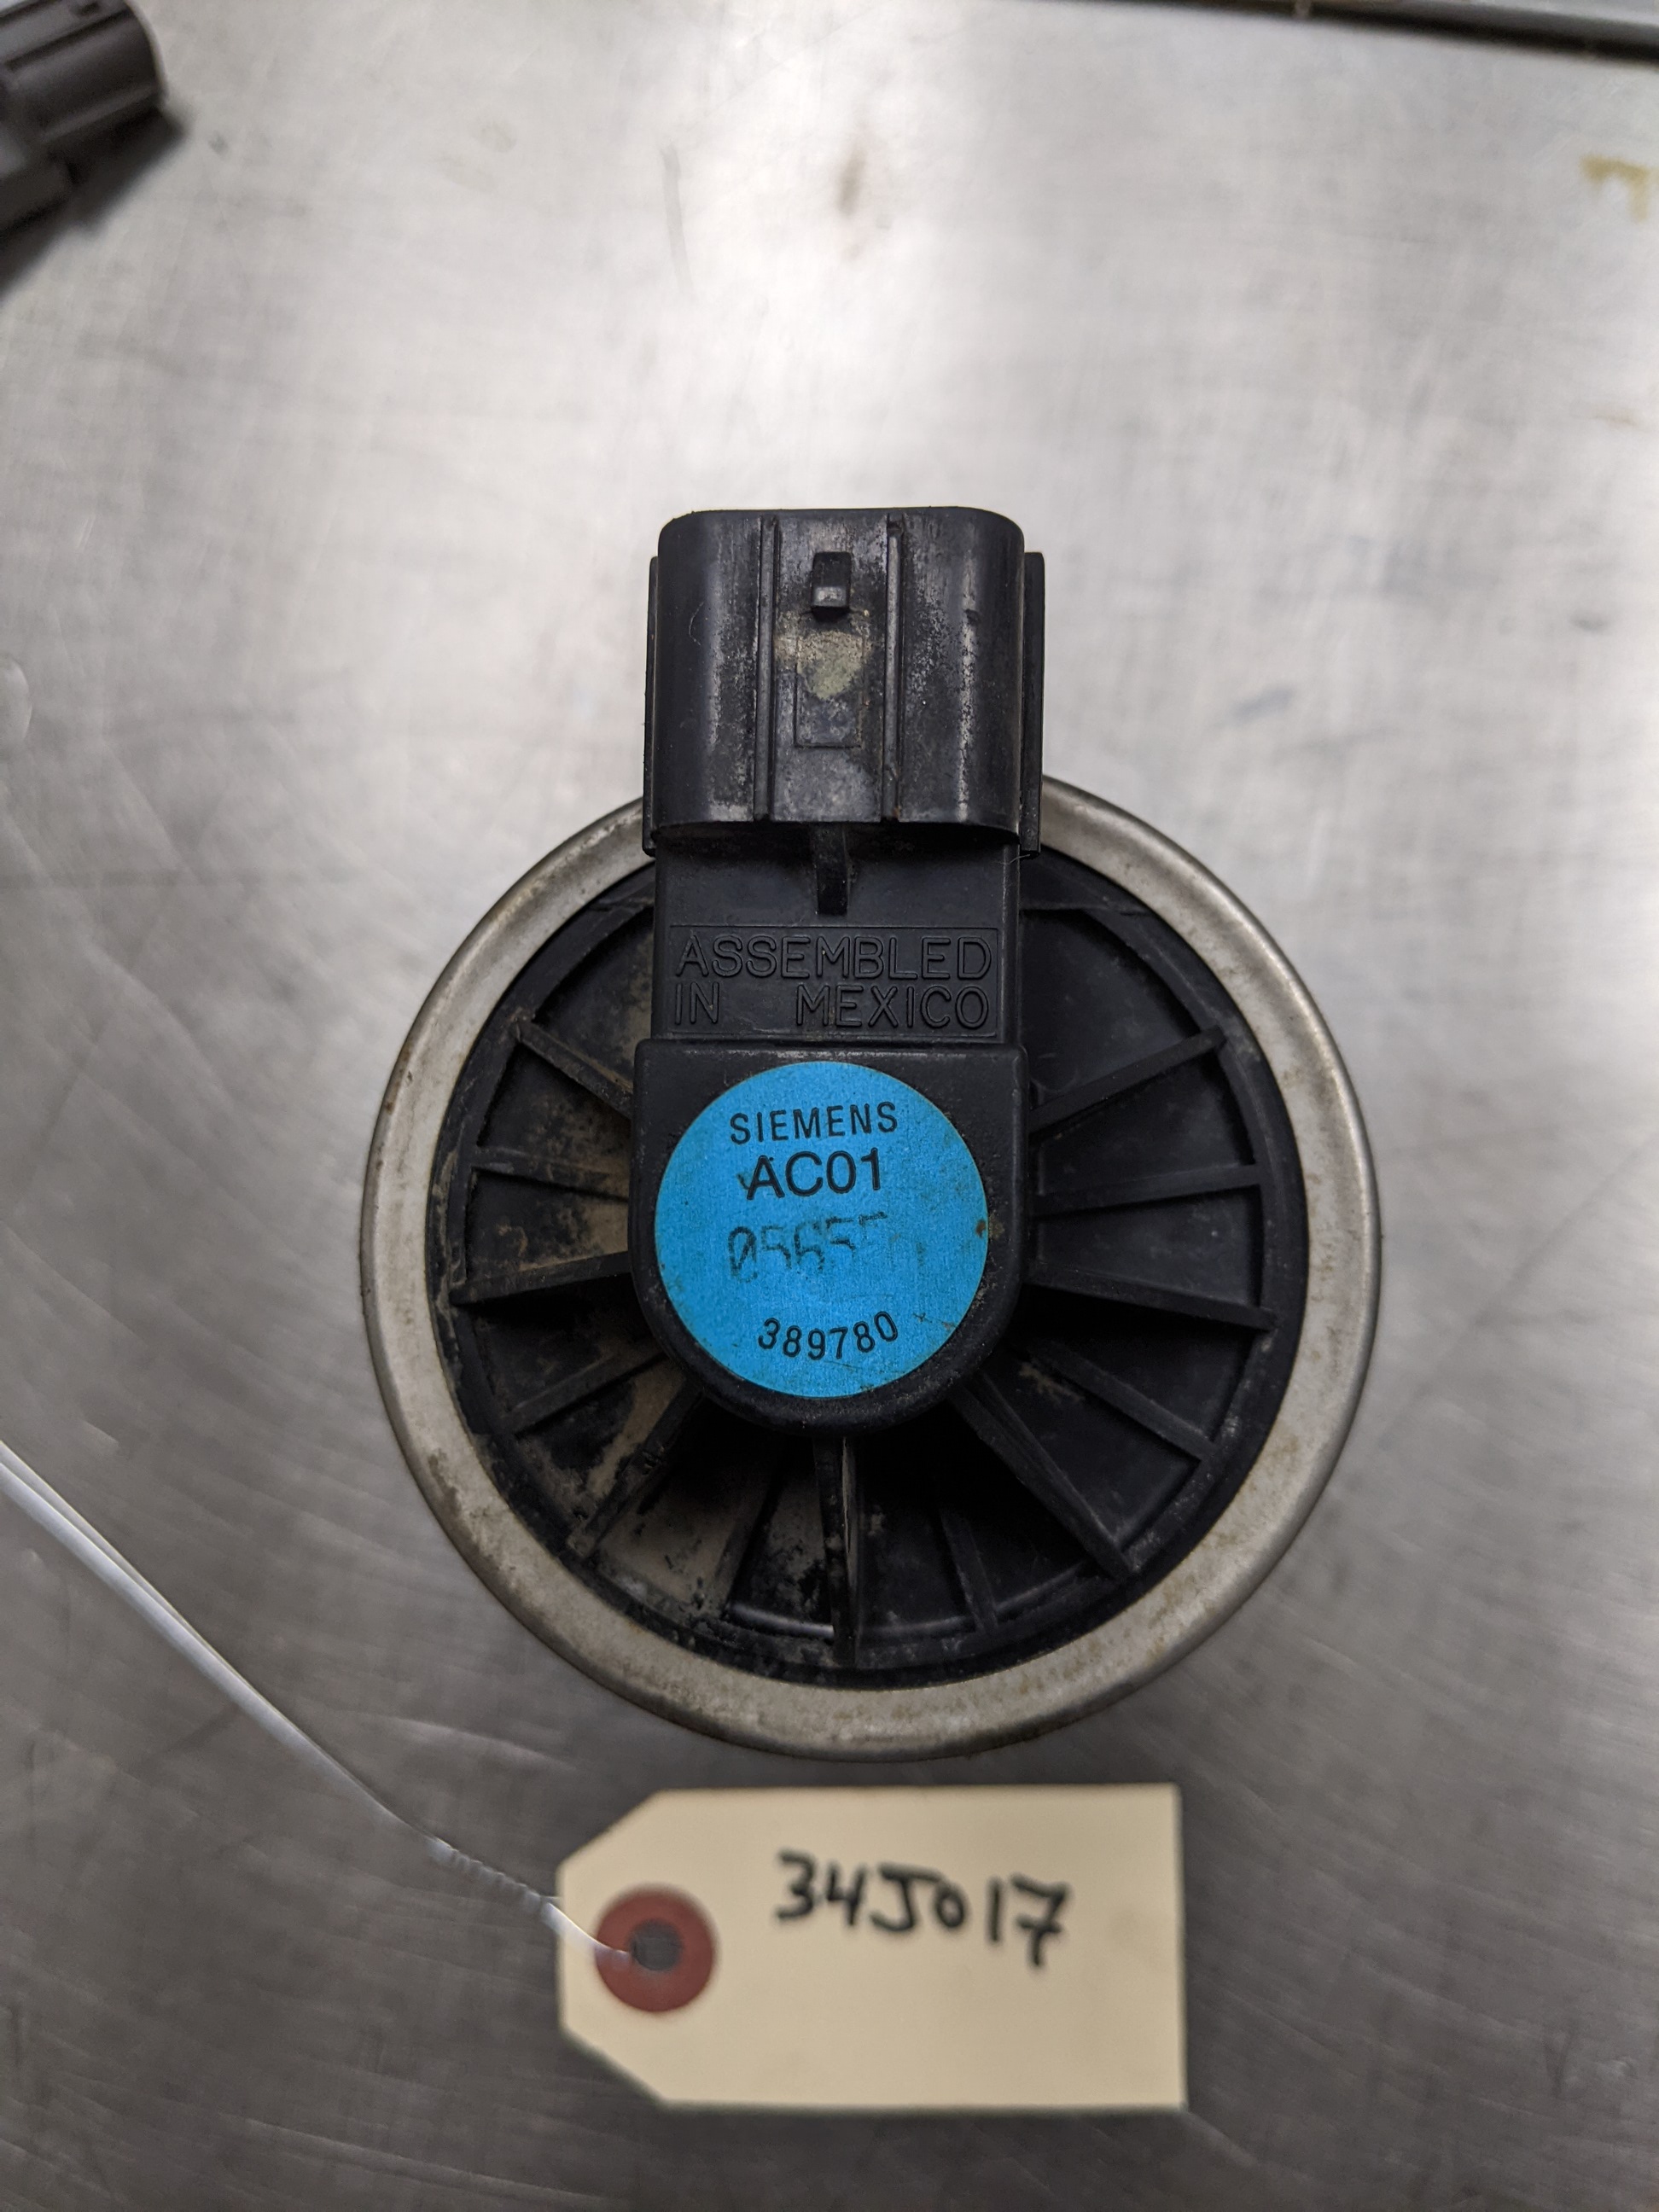 ASSEMBLED
IN MEXICO
SIEMENS
AC01
389780
34J017